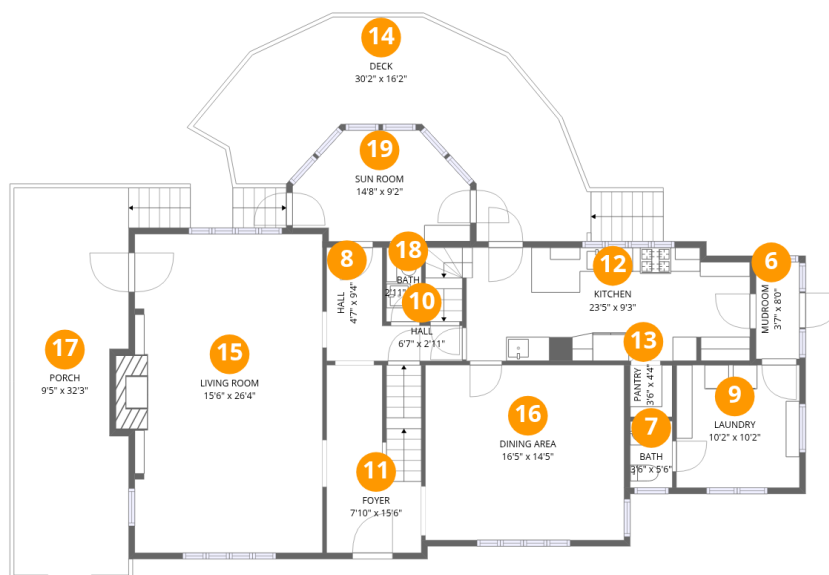 14
DECK
30'2" x 16'2"
19
SUN ROOM
14'8" x 9'2"
18
BATH
2'11"
8
HALL
4'7" x 9'4"
10
HALL
6'7" x 2'11"
12
KITCHEN
23'5" x 9'3"
6
MUDROOM
3'7" x 8'0"
17
PORCH
9'5" x 32'3"
15
LIVING ROOM
15'6" x 26'4"
13
PANTRY
3'6" x 4'4"
9
LAUNDRY
10'2" x 10'2"
16
DINING AREA
16'5" x 14'5"
7
BATH
3'6" x 5'6"
11
FOYER
7'10" x 15'6"